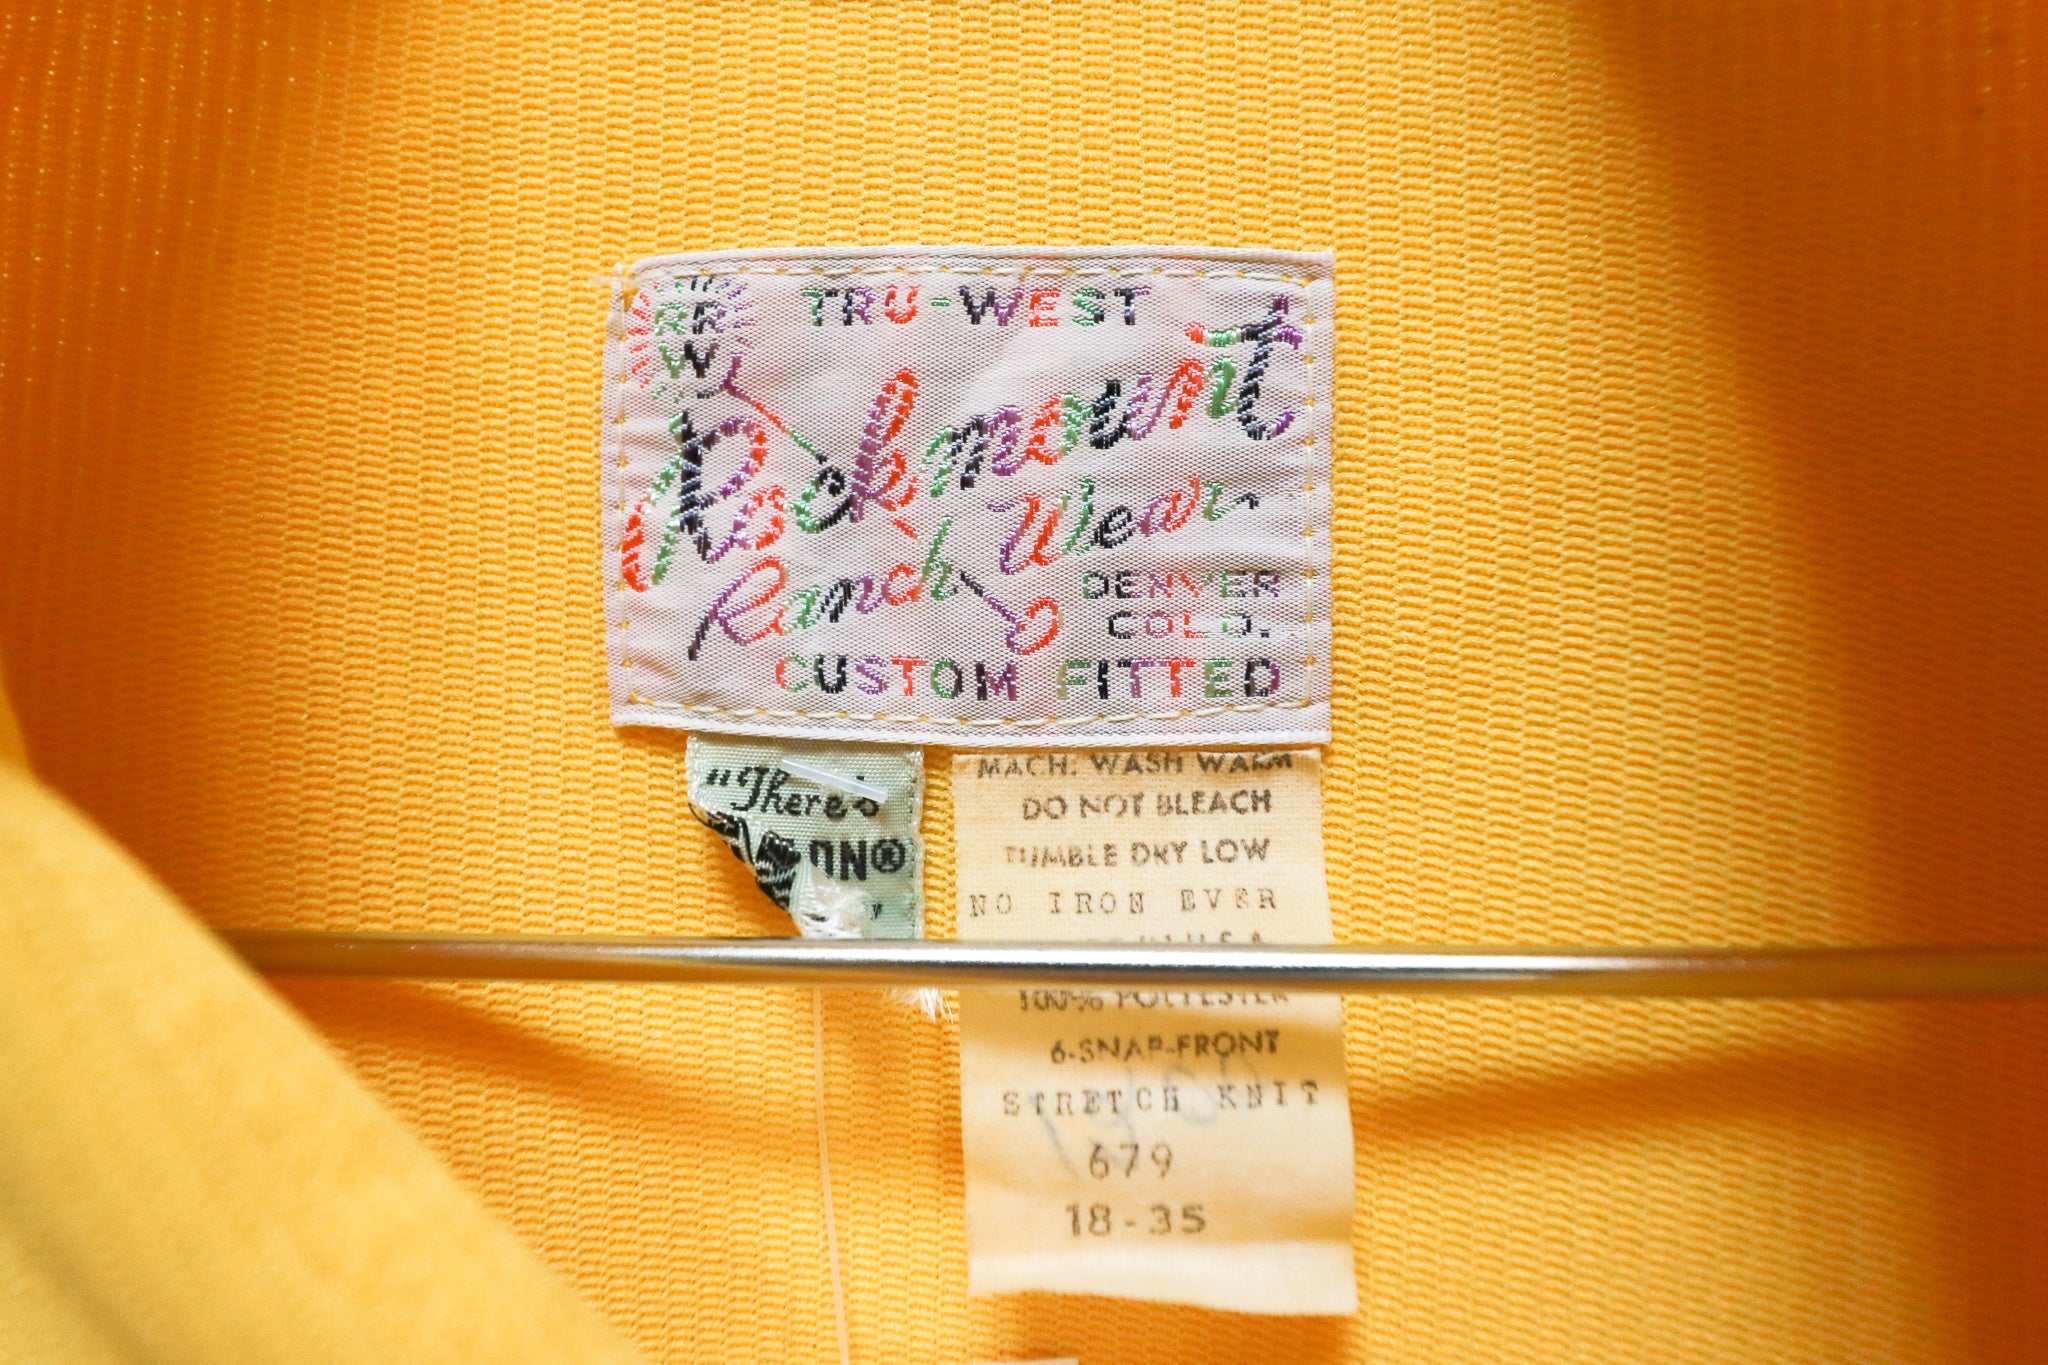 RR
W
TRU-WEST
Rockmount
Ranch Wear
DENVER
COLO.
CUSTOM FITTED
"There's
ON®
MACH. WASH WARM
DO NOT BLEACH
TUMBLE DRY LOW
NO IRON EVER
U.S.A
100% POLYESTER
6-SNAP-FRONT
STRETCH KNIT
679
18-35